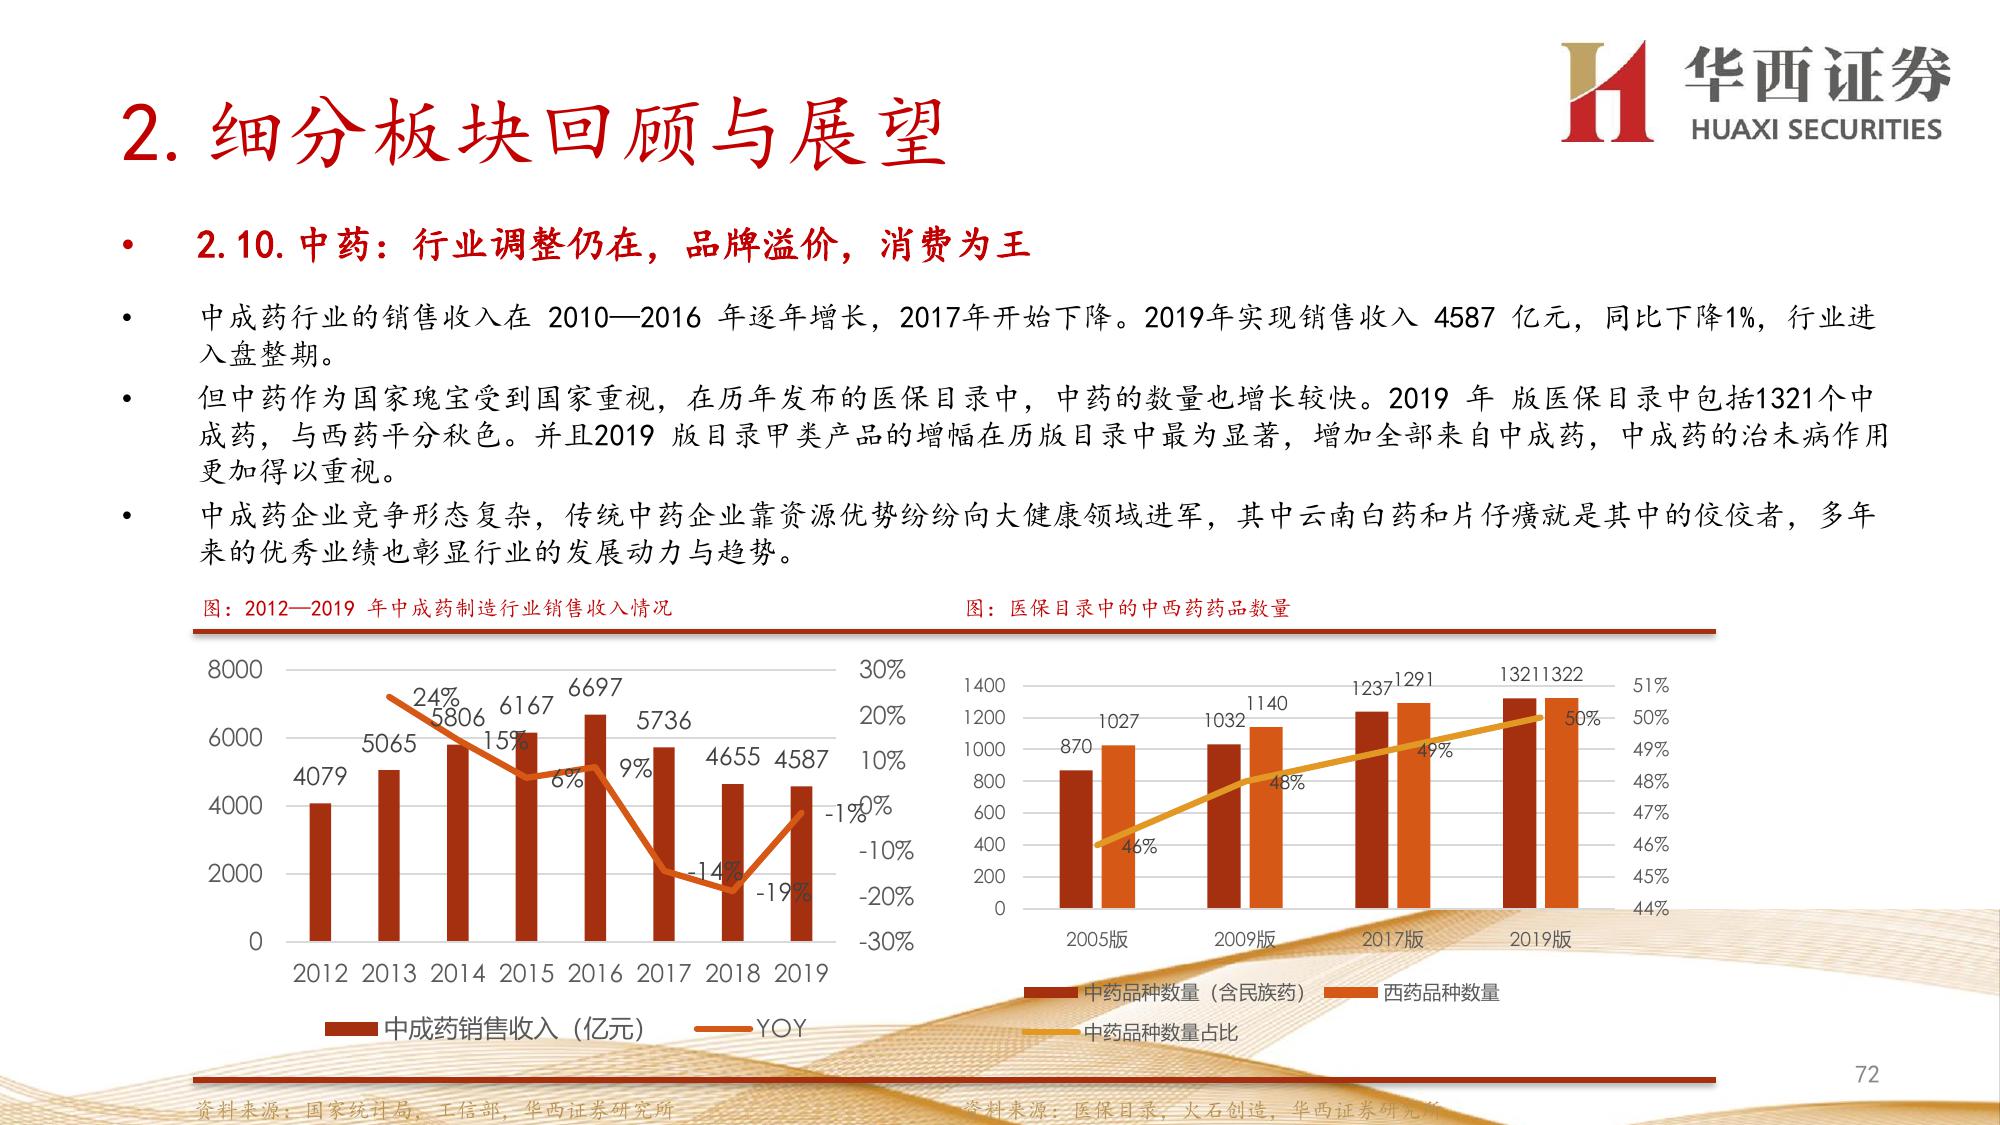 华西证券
HUAXI SECURITIES
2. 细分板块回顾与展望
• 2.10. 中药：行业调整仍在，品牌溢价，消费为王
• 中成药行业的销售收入在 2010—2016 年逐年增长，2017年开始下降。2019年实现销售收入 4587 亿元，同比下降1%，行业进
入盘整期。
• 但中药作为国家瑰宝受到国家重视，在历年发布的医保目录中，中药的数量也增长较快。2019 年 版医保目录中包括1321个中
成药，与西药平分秋色。并且2019 版目录甲类产品的增幅在历版目录中最为显著，增加全部来自中成药，中成药的治未病作用
更加得以重视。
• 中成药企业竞争形态复杂，传统中药企业靠资源优势纷纷向大健康领域进军，其中云南白药和片仔癀就是其中的佼佼者，多年
来的优秀业绩也彰显行业的发展动力与趋势。
图：2012—2019 年中成药制造行业销售收入情况
8000
6000
4000
2000
0
4079
5065
5806
6167
6697
5736
4655
4587
24%
15%
6%
9%
-14%
-19%
-1%
30%
20%
10%
0%
-10%
-20%
-30%
2012 2013 2014 2015 2016 2017 2018 2019
中成药销售收入（亿元） YOY
图：医保目录中的中西药药品数量
1400
1200
1000
800
600
400
200
0
870
1027
1032
1140
1237
1291
1321
1322
46%
48%
49%
50%
51%
50%
49%
48%
47%
46%
45%
44%
2005版 2009版 2017版 2019版
中药品种数量（含民族药） 西药品种数量
中药品种数量占比
资料来源：国家统计局，工信部，华西证券研究所
资料来源：医保目录，火石创造，华西证券研究所
72